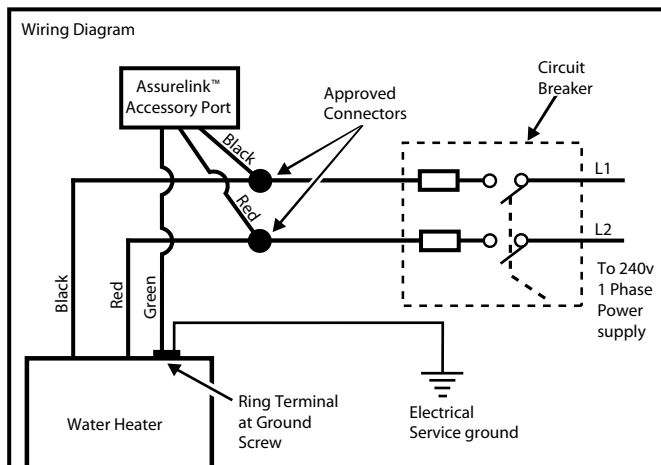 Wiring Diagram
Assurelink™
Accessory Port
Approved
Connectors
Circuit
Breaker
Black
Red
L1
L2
To 240v
1 Phase
Power
supply
Black
Red
Green
Water Heater
Ring Terminal
at Ground
Screw
Electrical
Service ground